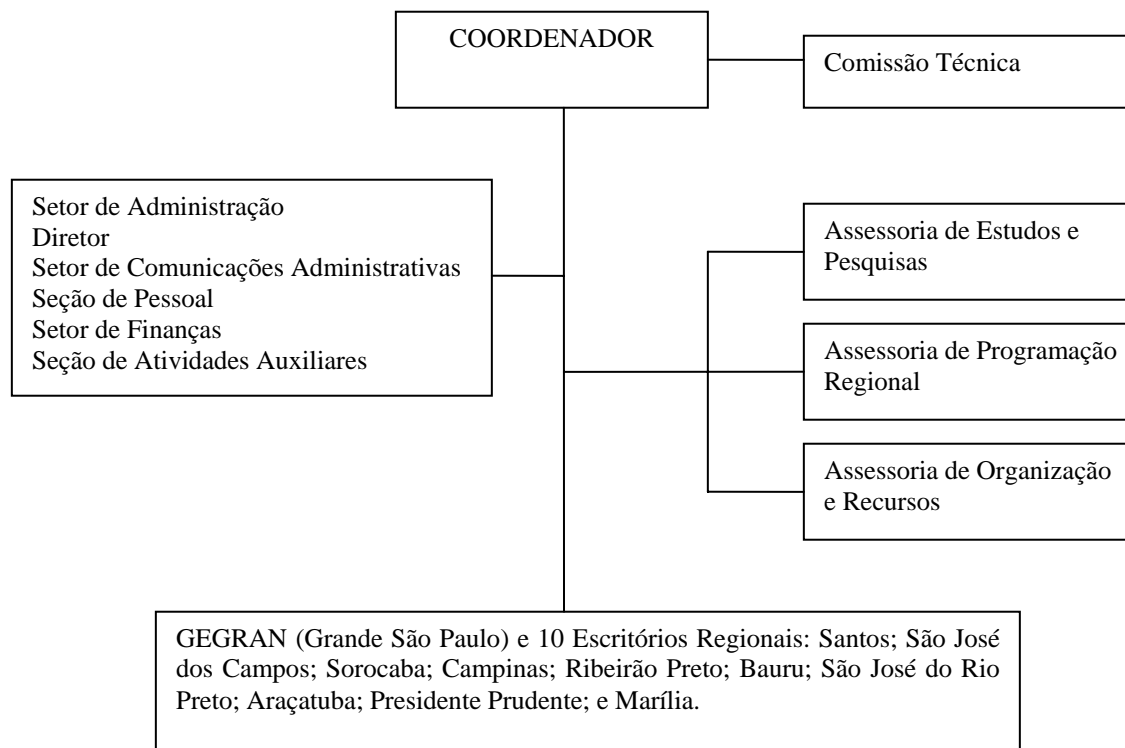 COORDENADOR
Comissão Técnica
Setor de Administração
Diretor
Setor de Comunicações Administrativas
Seção de Pessoal
Setor de Finanças
Seção de Atividades Auxiliares
Assessoria de Estudos e
Pesquisas
Assessoria de Programação
Regional
Assessoria de Organização
e Recursos
GEGRAN (Grande São Paulo) e 10 Escritórios Regionais: Santos; São José
dos Campos; Sorocaba; Campinas; Ribeirão Preto; Bauru; São José do Rio
Preto; Araçatuba; Presidente Prudente; e Marília.